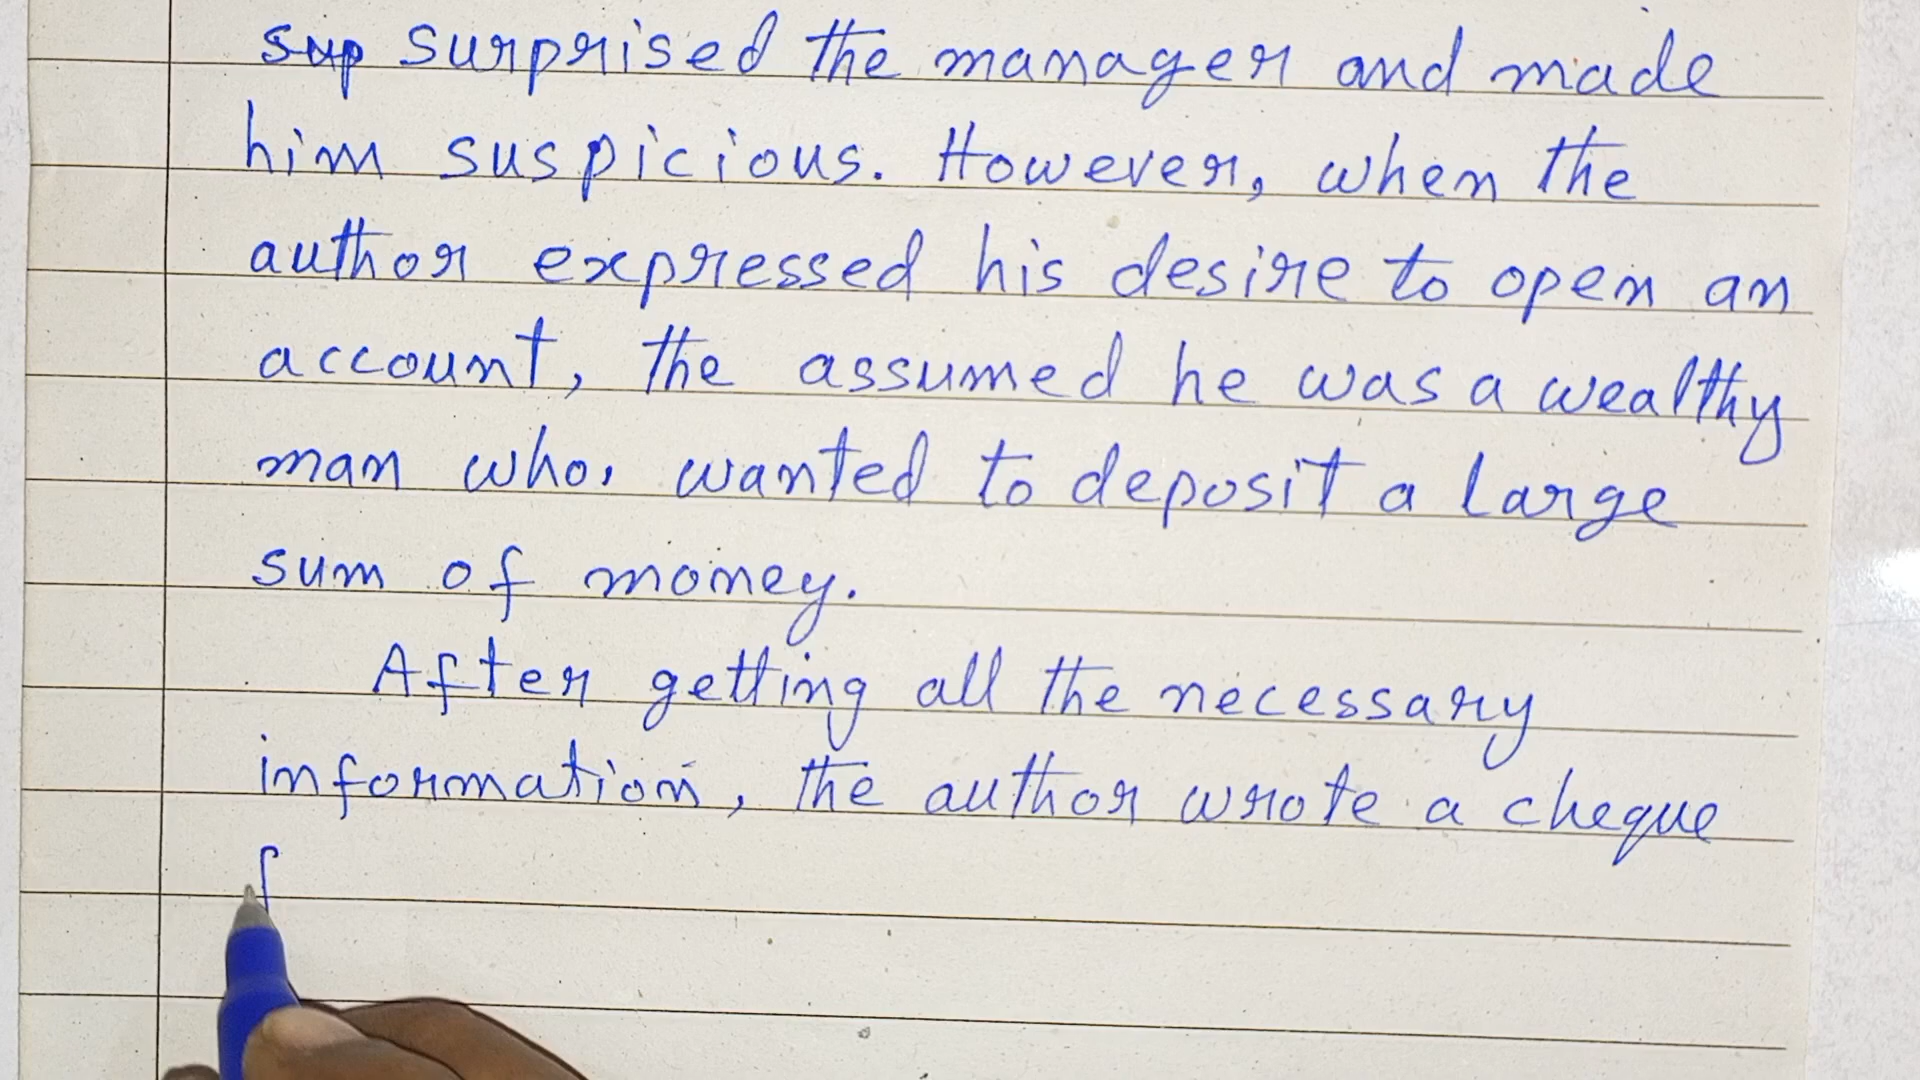 sup surprised the manager and made
him suspicious. However, when the
author expressed his desire to open an
account, the assumed he was a wealthy
man who, wanted to deposit a large
sum of money.
After getting all the necessary
information, the author wrote a cheque
f